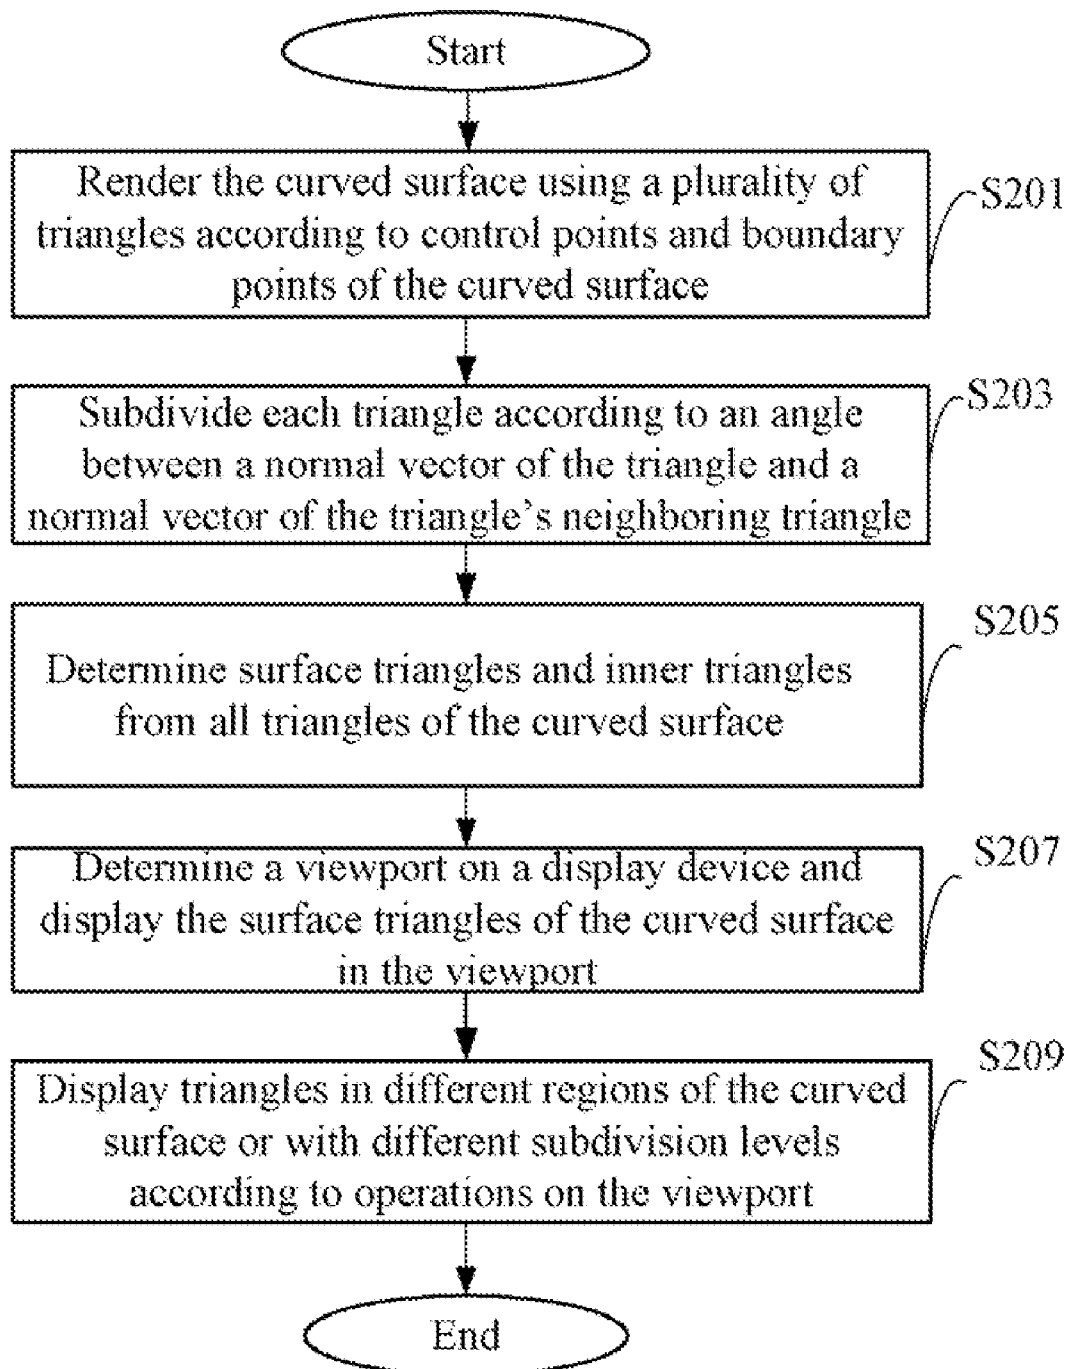 Start
Render the curved surface using a plurality of
triangles according to control points and boundary
points of the curved surface
S201
Subdivide each triangle according to an angle
between a normal vector of the triangle and a
normal vector of the triangle's neighboring triangle
S203
Determine surface triangles and inner triangles
from all triangles of the curved surface
S205
Determine a viewport on a display device and
display the surface triangles of the curved surface
in the viewport
S207
Display triangles in different regions of the curved
surface or with different subdivision levels
according to operations on the viewport
S209
End